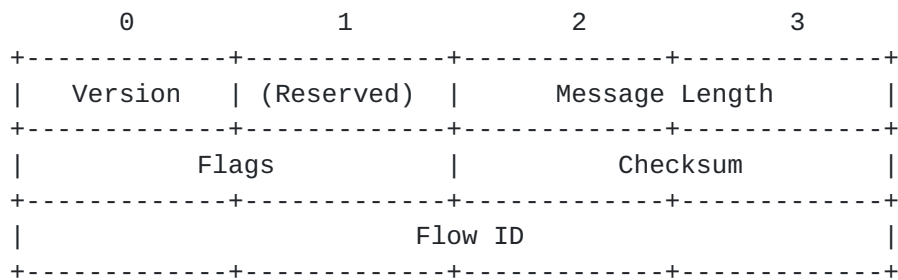 0 1 2 3
+-------------+-------------+-------------+-------------+
| Version | (Reserved) | Message Length |
+-------------+-------------+-------------+-------------+
| Flags | Checksum |
+-------------+-------------+-------------+-------------+
| Flow ID |
+-------------+-------------+-------------+-------------+